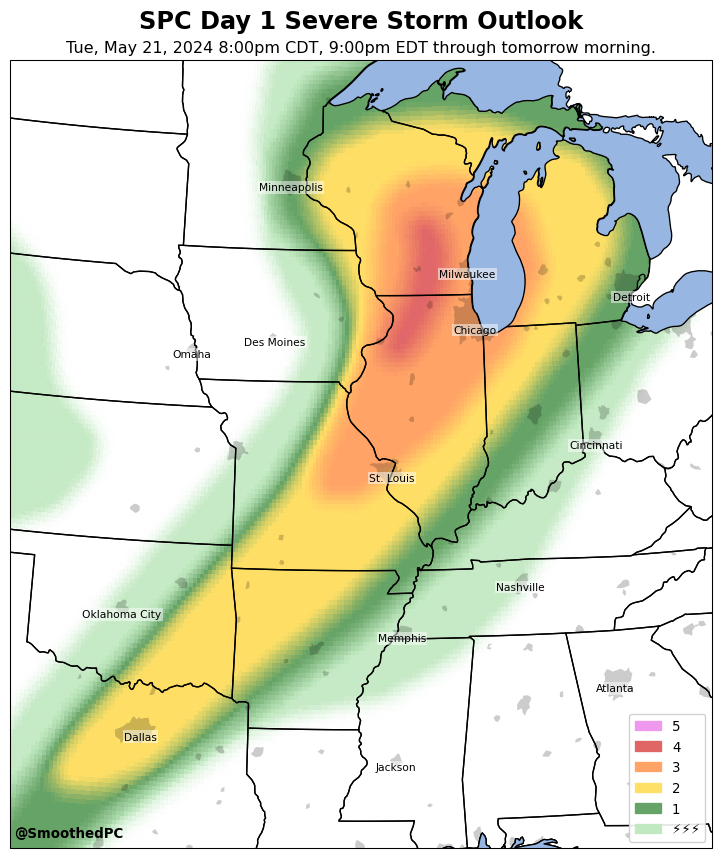 SPC Day 1 Severe Storm Outlook
Tue, May 21, 2024 8:00pm CDT, 9:00pm EDT through tomorrow morning.
Minneapolis
Milwaukee
Detroit
Chicago
Des Moines
Omaha
Cincinnati
St. Louis
Nashville
Oklahoma City
Memphis
Atlanta
Dallas
Jackson
5
4
3
2
1
⚡⚡⚡
@SmoothedPC